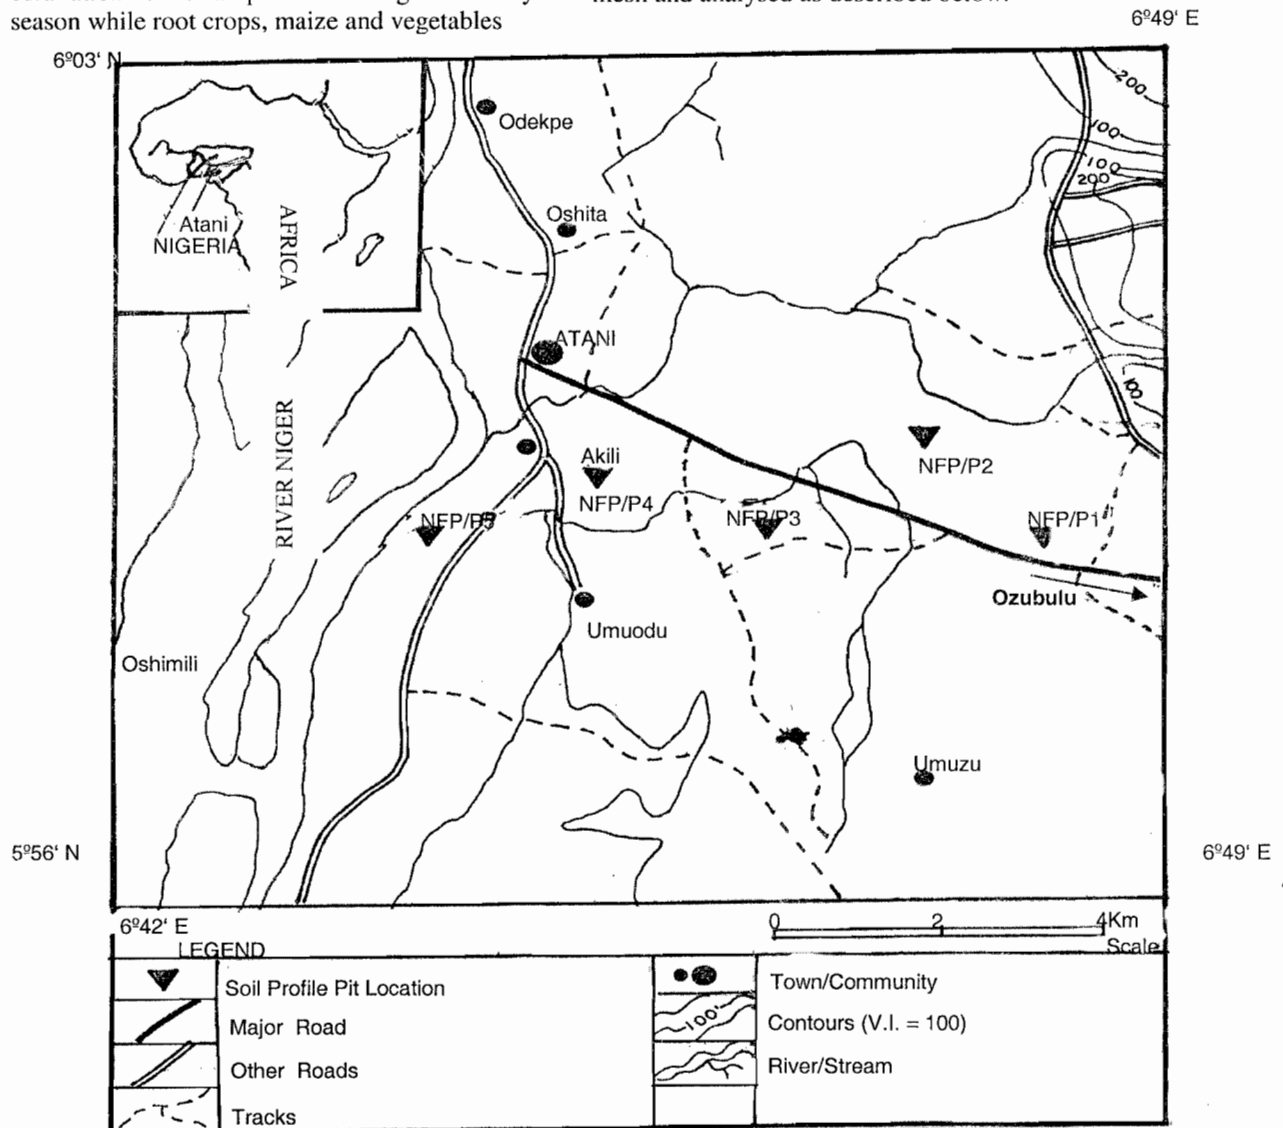 season while root crops, maize and vegetables
6º49‘ E
6º03‘ N
200
Odekpe
100
100
200
Oshita
Atani
NIGERIA
AFRICA
ATANI
100
RIVER NIGER
Akili
NFP/P2
NFP/P4
NFP/P5
NFP/P3
NFP/P1
Ozubulu
Umuodu
Oshimili
Umuzu
5º56‘ N
6º49‘ E
6º42‘ E
0 2 4Km
Scale
LEGEND
Soil Profile Pit Location
Town/Community
Major Road
100'
Contours (V.I. = 100)
Other Roads
River/Stream
Tracks